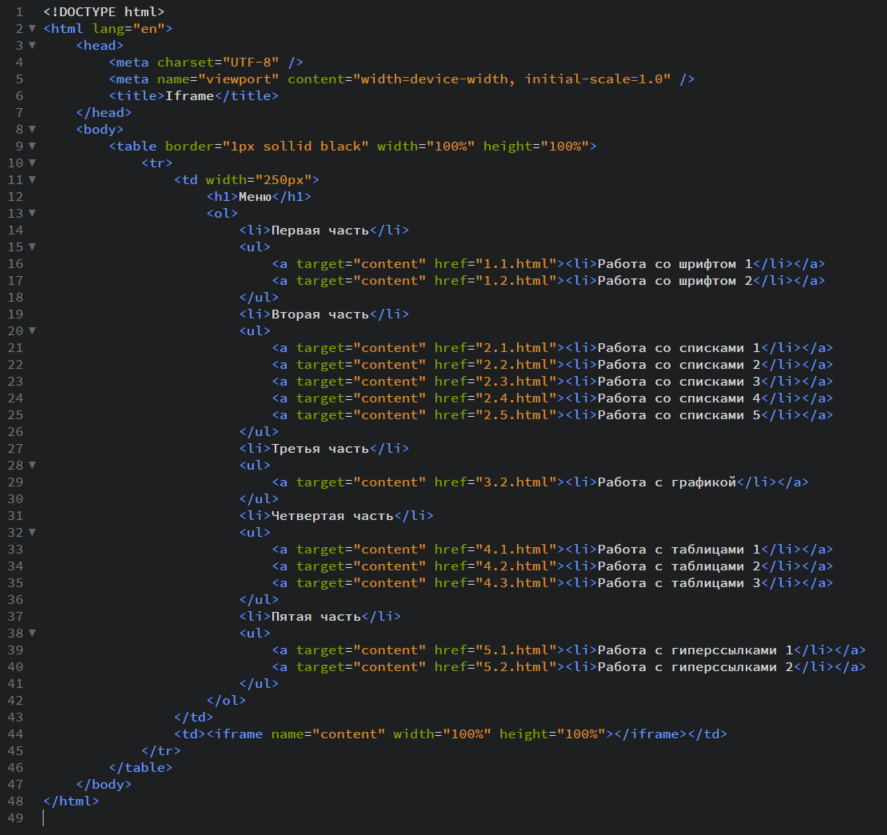 1 <!DOCTYPE html>
2 <html lang="en">
3 <head>
4 <meta charset="UTF-8" />
5 <meta name="viewport" content="width=device-width, initial-scale=1.0" />
6 <title>Iframe</title>
7 </head>
8 <body>
9 <table border="1px sollid black" width="100%" height="100%">
10 <tr>
11 <td width="250px">
12 <h1>Меню</h1>
13 <ol>
14 <li>Первая часть</li>
15 <ul>
16 <a target="content" href="1.1.html"><li>Работа со шрифтом 1</li></a>
17 <a target="content" href="1.2.html"><li>Работа со шрифтом 2</li></a>
18 </ul>
19 <li>Вторая часть</li>
20 <ul>
21 <a target="content" href="2.1.html"><li>Работа со списками 1</li></a>
22 <a target="content" href="2.2.html"><li>Работа со списками 2</li></a>
23 <a target="content" href="2.3.html"><li>Работа со списками 3</li></a>
24 <a target="content" href="2.4.html"><li>Работа со списками 4</li></a>
25 <a target="content" href="2.5.html"><li>Работа со списками 5</li></a>
26 </ul>
27 <li>Третья часть</li>
28 <ul>
29 <a target="content" href="3.2.html"><li>Работа с графикой</li></a>
30 </ul>
31 <li>Четвертая часть</li>
32 <ul>
33 <a target="content" href="4.1.html"><li>Работа с таблицами 1</li></a>
34 <a target="content" href="4.2.html"><li>Работа с таблицами 2</li></a>
35 <a target="content" href="4.3.html"><li>Работа с таблицами 3</li></a>
36 </ul>
37 <li>Пятая часть</li>
38 <ul>
39 <a target="content" href="5.1.html"><li>Работа с гиперссылками 1</li></a>
40 <a target="content" href="5.2.html"><li>Работа с гиперссылками 2</li></a>
41 </ul>
42 </ol>
43 </td>
44 <td><iframe name="content" width="100%" height="100%"></iframe></td>
45 </tr>
46 </table>
47 </body>
48 </html>
49